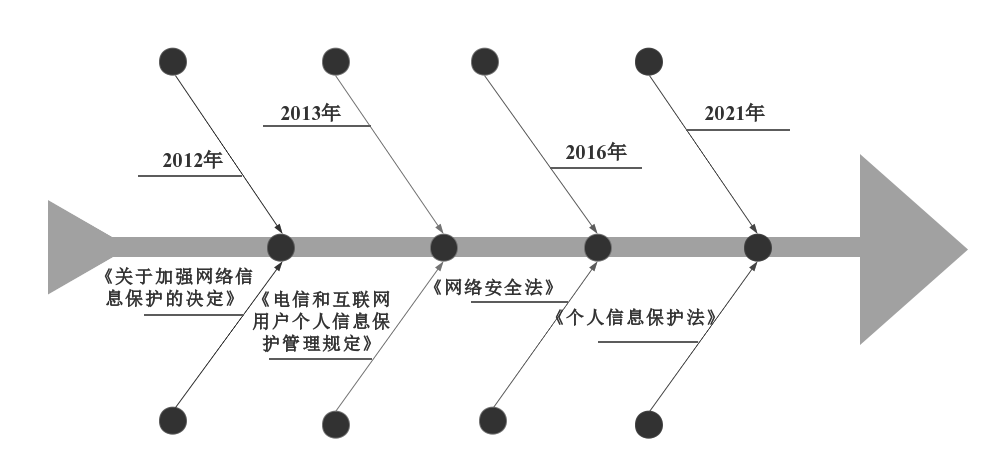 2012年
2013年
2016年
2021年
《关于加强网络信
息保护的决定》
《电信和互联网
用户个人信息保
护管理规定》
《网络安全法》
《个人信息保护法》